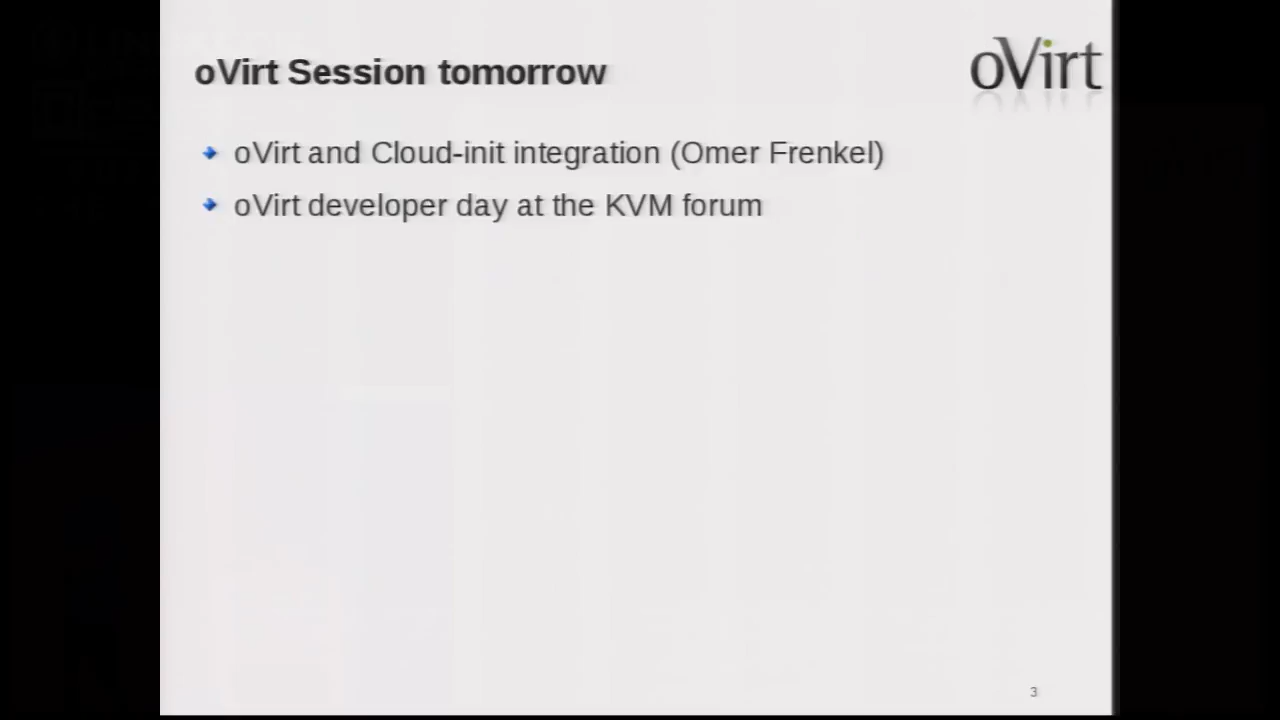 oVirt Session tomorrow
oVirt
oVirt and Cloud-init integration (Omer Frenkel)
oVirt developer day at the KVM forum
3